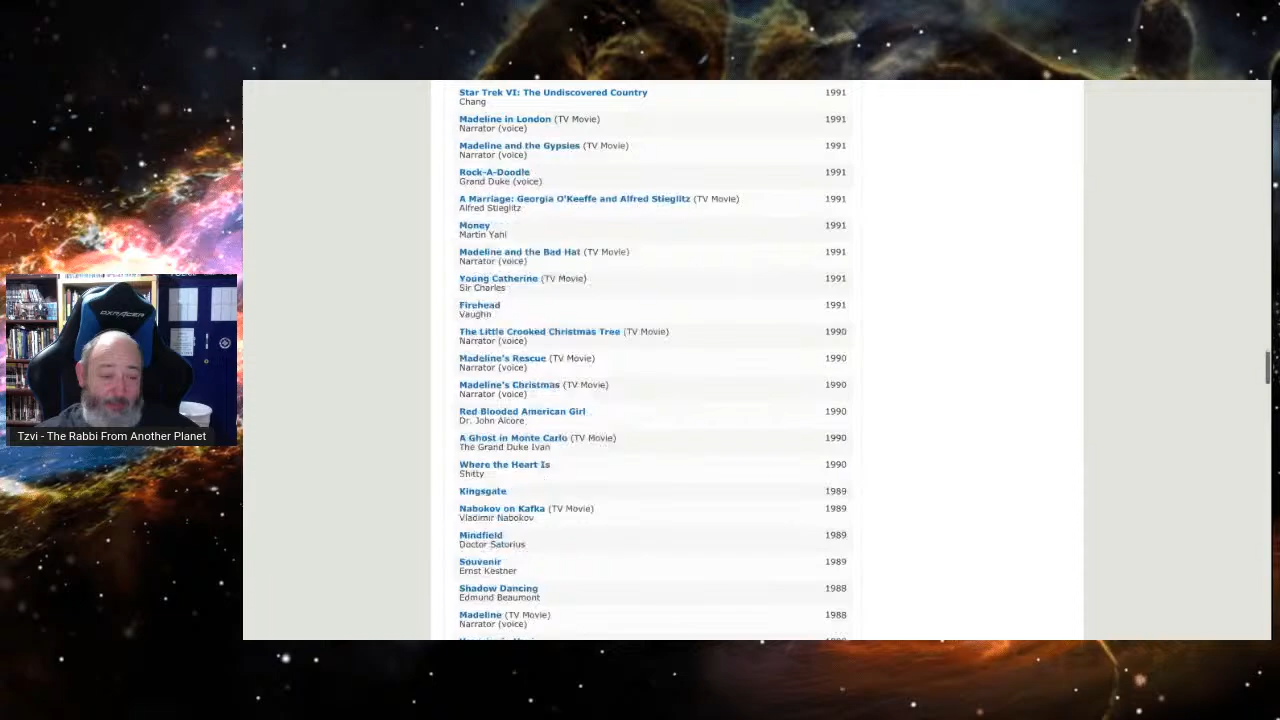 Star Trek VI: The Undiscovered Country 1991
Chang
Madeline in London (TV Movie) 1991
Narrator (voice)
Madeline and the Gypsies (TV Movie) 1991
Narrator (voice)
Rock-A-Doodle 1991
Grand Duke (voice)
A Marriage: Georgia O'Keeffe and Alfred Stieglitz (TV Movie) 1991
Alfred Stieglitz
Money 1991
Martin Yahl
Madeline and the Bad Hat (TV Movie) 1991
Narrator (voice)
Young Catherine (TV Movie) 1991
Sir Charles
Firehead 1991
Vaughn
The Little Crooked Christmas Tree (TV Movie) 1990
Narrator (voice)
Madeline's Rescue (TV Movie) 1990
Narrator (voice)
Madeline's Christmas (TV Movie) 1990
Narrator (voice)
Red Blooded American Girl 1990
Dr. John Alcore
A Ghost in Monte Carlo (TV Movie) 1990
The Grand Duke Ivan
Where the Heart Is 1990
Shitty
Kingsgate 1989
Nabokov on Kafka (TV Movie) 1989
Vladimir Nabokov
Mindfield 1989
Doctor Satorius
Souvenir 1989
Ernst Kestner
Shadow Dancing 1988
Edmund Beaumont
Madeline (TV Movie) 1988
Narrator (voice)
DXRACER
Tzvi - The Rabbi From Another Planet